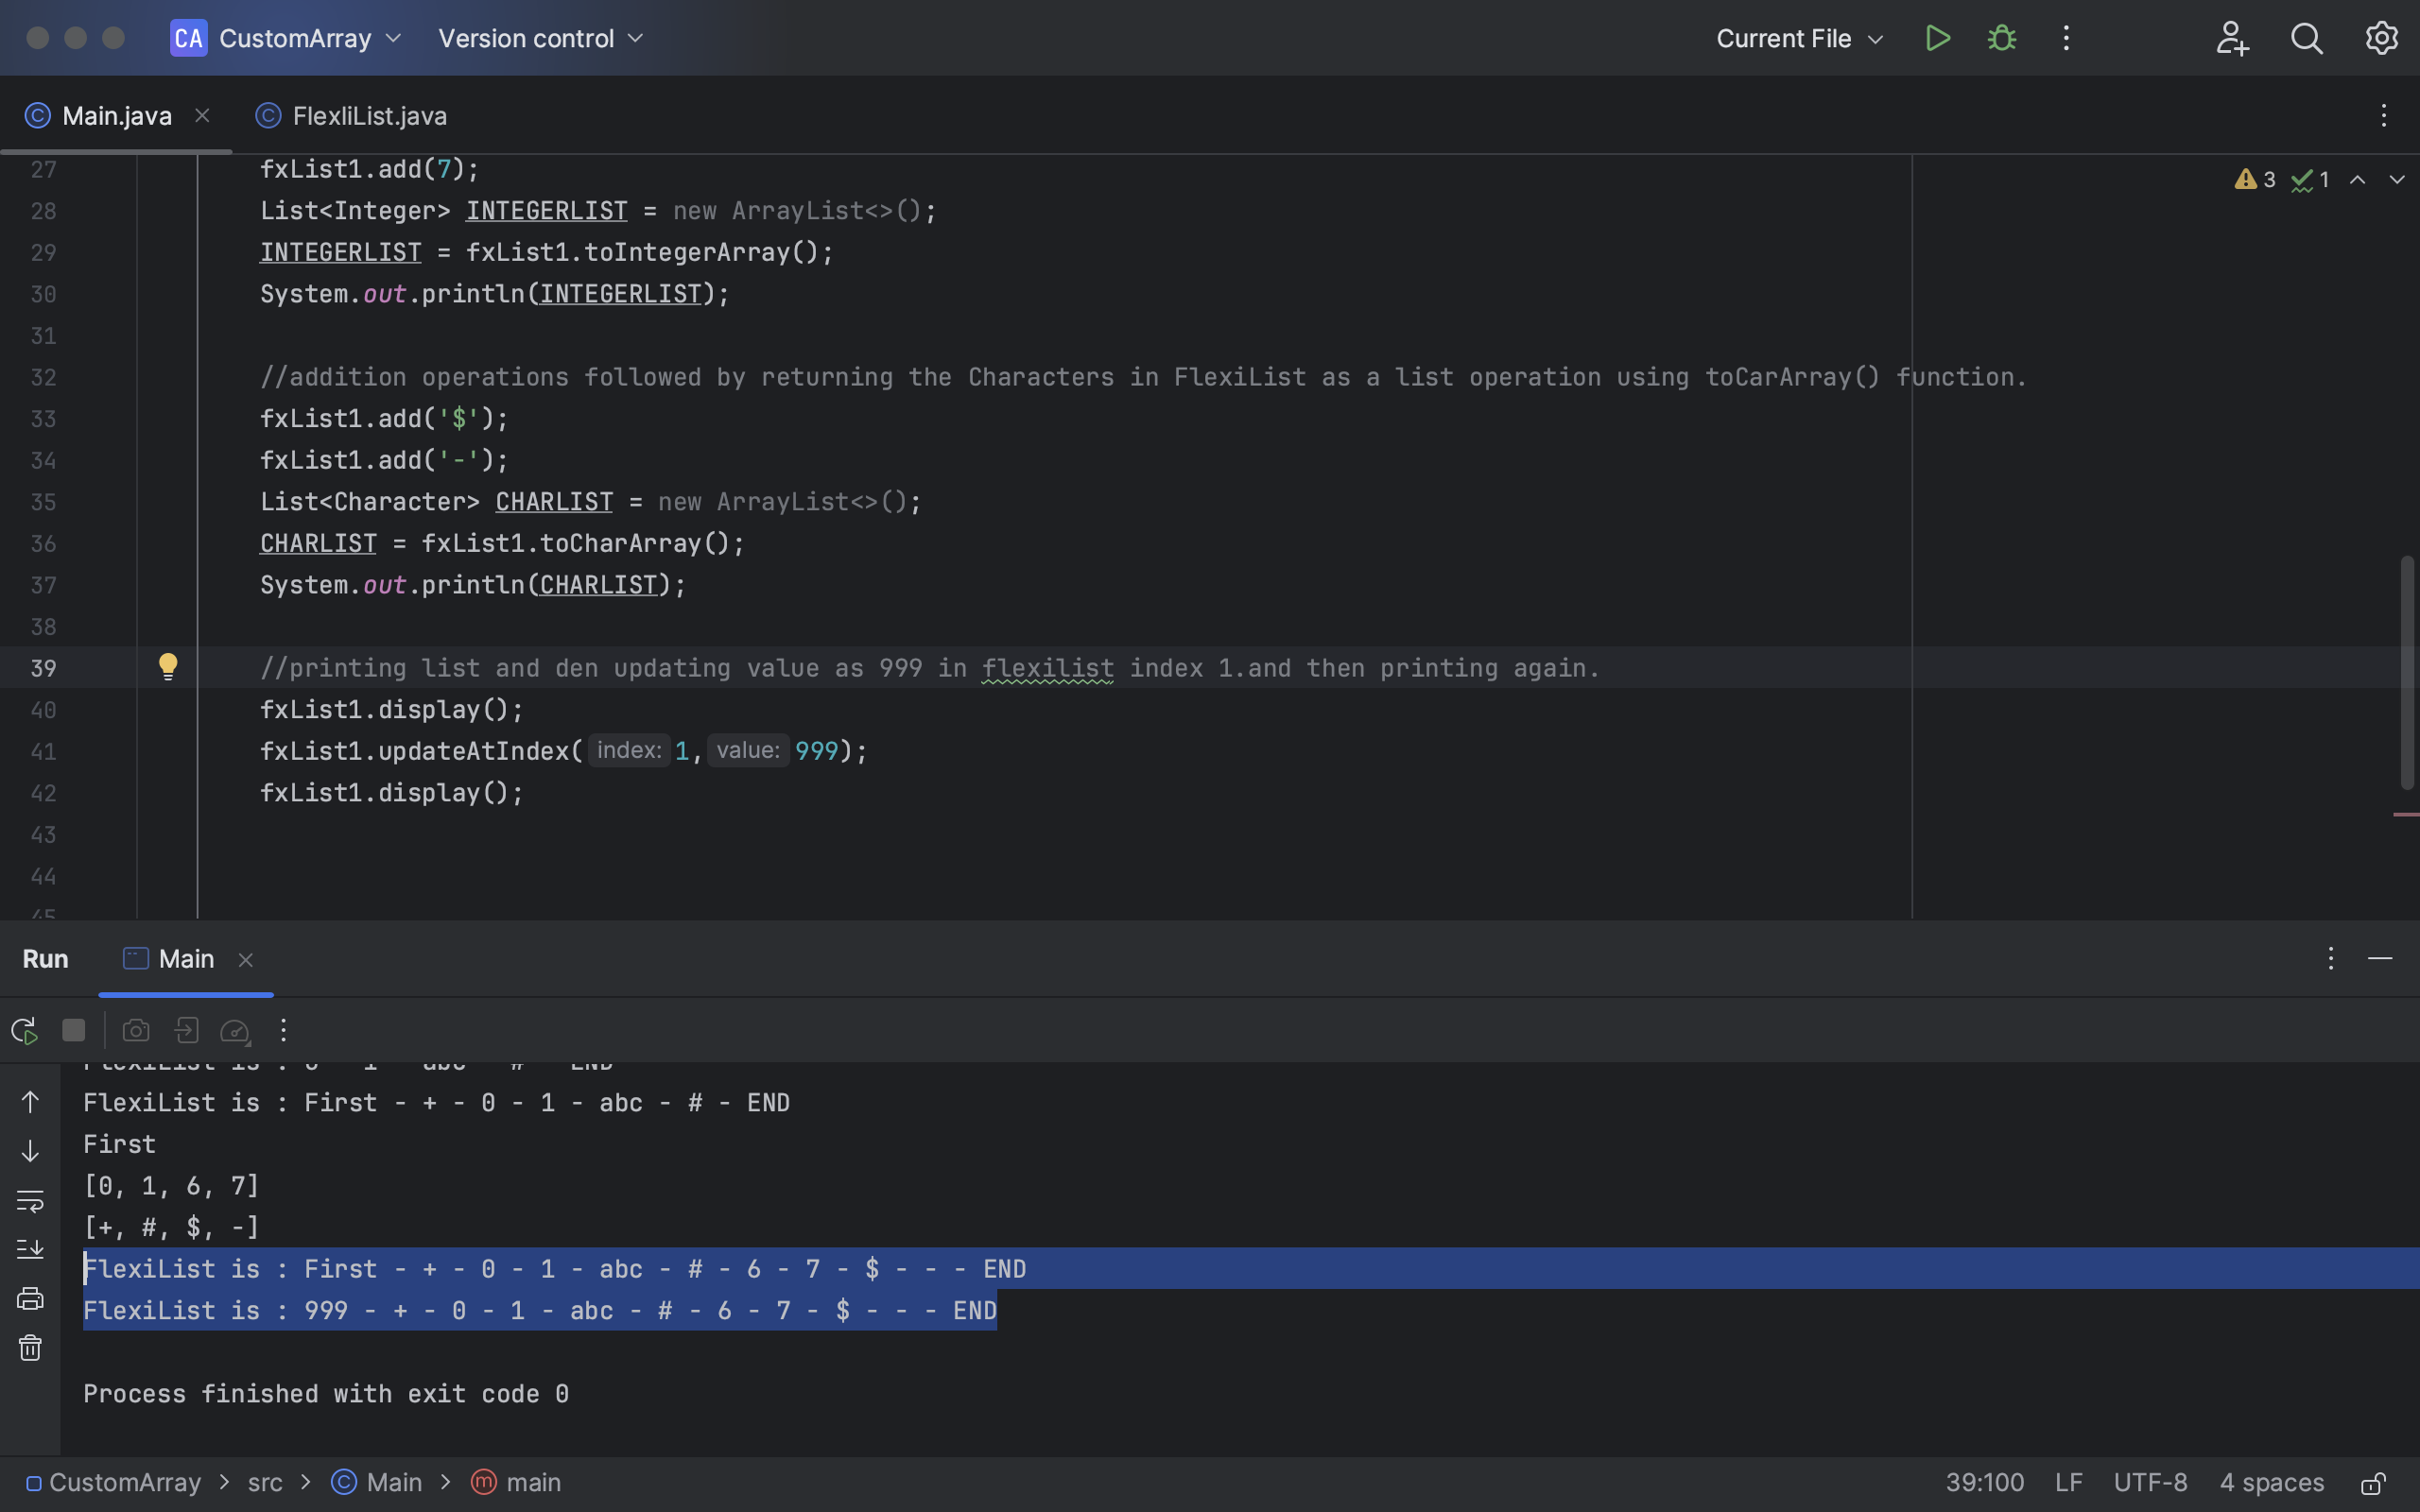 CA CustomArray Version control Current File
Main.java FlexliList.java
27 fxList1.add(7);
3 1
28 List<Integer> INTEGERLIST = new ArrayList<>();
29 INTEGERLIST = fxList1.toIntegerArray();
30 System.out.println(INTEGERLIST);
31
32 //addition operations followed by returning the Characters in FlexiList as a list operation using toCarArray() function.
33 fxList1.add('$');
34 fxList1.add('-');
35 List<Character> CHARLIST = new ArrayList<>();
36 CHARLIST = fxList1.toCharArray();
37 System.out.println(CHARLIST);
38
39 //printing list and den updating value as 999 in flexilist index 1.and then printing again.
40 fxList1.display();
41 fxList1.updateAtIndex( index: 1, value: 999);
42 fxList1.display();
43
44
45
Run Main
FlexiList is : 0 - 1 - abc - # - END
FlexiList is : First - + - 0 - 1 - abc - # - END
First
[0, 1, 6, 7]
[+, #, $, -]
FlexiList is : First - + - 0 - 1 - abc - # - 6 - 7 - $ - - - END
FlexiList is : 999 - + - 0 - 1 - abc - # - 6 - 7 - $ - - - END
Process finished with exit code 0
CustomArray > src > Main > main 39:100 LF UTF-8 4 spaces